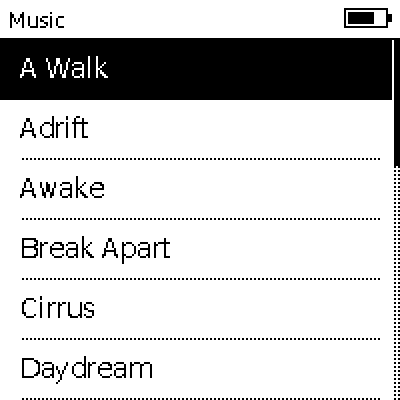 Music
A Walk
Adrift
Awake
Break Apart
Cirrus
Daydream